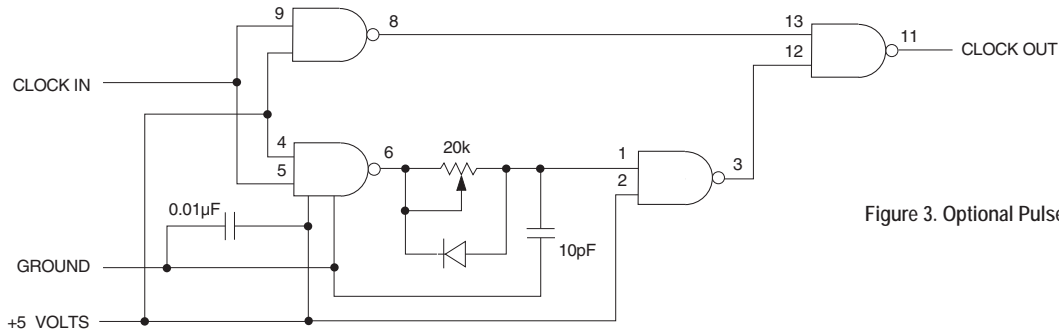 9
8
13
12
11
CLOCK OUT
CLOCK IN
4
5
6
20k
1
2
3
0.01µF
10pF
Figure 3. Optional Pulse
GROUND
+5 VOLTS